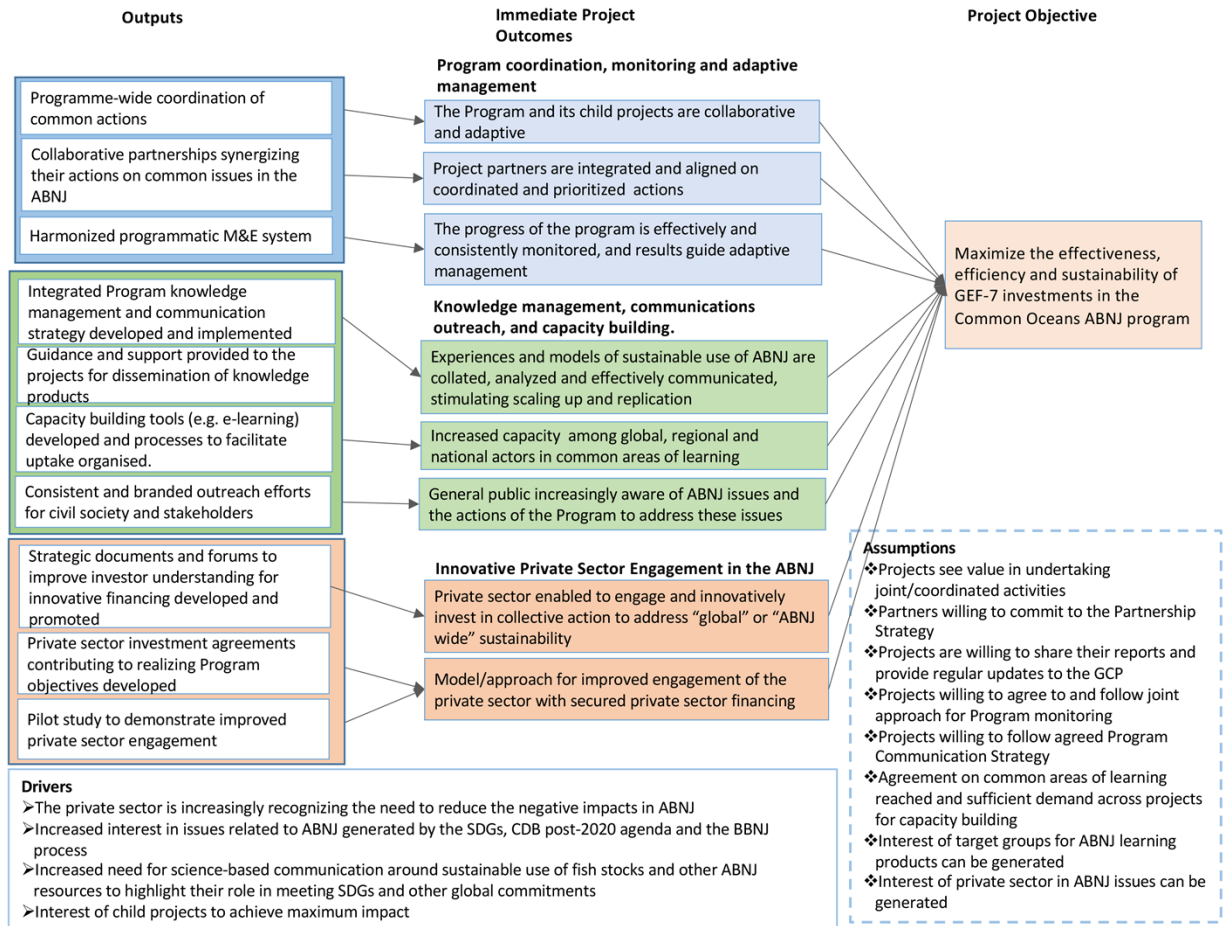 Outputs
Immediate Project
Outcomes
Project Objective
Programme-wide coordination of
common actions
Collaborative partnerships synergizing
their actions on common issues in the
ABNJ
Harmonized programmatic M&E system
Integrated Program knowledge
management and communication
strategy developed and implemented
Guidance and support provided to the
projects for dissemination of knowledge
products
Capacity building tools (e.g. e-learning)
developed and processes to facilitate
uptake organised.
Consistent and branded outreach efforts
for civil society and stakeholders
Strategic documents and forums to
improve investor understanding for
innovative financing developed and
promoted
Private sector investment agreements
contributing to realizing Program
objectives developed
Pilot study to demonstrate improved
private sector engagement
Program coordination, monitoring and adaptive
management
The Program and its child projects are collaborative
and adaptive
Project partners are integrated and aligned on
coordinated and prioritized actions
The progress of the program is effectively and
consistently monitored, and results guide adaptive
management
Knowledge management, communications
outreach, and capacity building.
Experiences and models of sustainable use of ABNJ are
collated, analyzed and effectively communicated,
stimulating scaling up and replication
Increased capacity among global, regional and
national actors in common areas of learning
General public increasingly aware of ABNJ issues and
the actions of the Program to address these issues
Innovative Private Sector Engagement in the ABNJ
Private sector enabled to engage and innovatively
invest in collective action to address “global” or “ABNJ
wide” sustainability
Model/approach for improved engagement of the
private sector with secured private sector financing
Maximize the effectiveness,
efficiency and sustainability of
GEF-7 investments in the
Common Oceans ABNJ program
Assumptions
❖Projects see value in undertaking
joint/coordinated activities
❖Partners willing to commit to the Partnership
Strategy
❖Projects are willing to share their reports and
provide regular updates to the GCP
❖Projects willing to agree to and follow joint
approach for Program monitoring
❖Projects willing to follow agreed Program
Communication Strategy
❖Agreement on common areas of learning
reached and sufficient demand across projects
for capacity building
❖Interest of target groups for ABNJ learning
products can be generated
❖Interest of private sector in ABNJ issues can be
generated
Drivers
➢The private sector is increasingly recognizing the need to reduce the negative impacts in ABNJ
➢Increased interest in issues related to ABNJ generated by the SDGs, CDB post-2020 agenda and the BBNJ
process
➢Increased need for science-based communication around sustainable use of fish stocks and other ABNJ
resources to highlight their role in meeting SDGs and other global commitments
➢Interest of child projects to achieve maximum impact